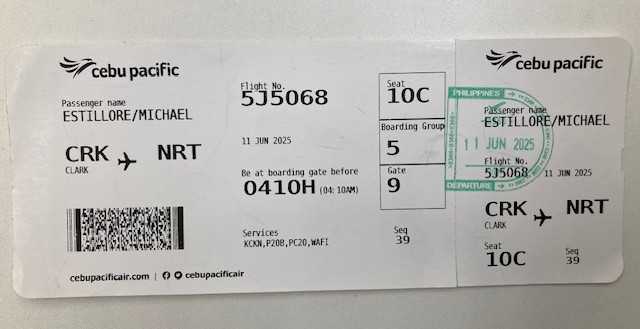 cebu pacific
Passenger name
ESTILLORE/MICHAEL
CRK NRT
CLARK
cebupacificair.com | cebupacificair
Flight No.
5J5068
11 JUN 2025
Be at boarding gate before
0410H (04:10AM)
Services
KCKN,P20B,PC20,WAFI
Seat
10C
Boarding Group
5
Gate
9
Seq
39
cebu pacific
PHILIPPINES
Passenger name
ESTILLORE/MICHAEL
11 JUN 2025
Flight No.
5J5068 11 JUN 2025
DEPARTURE
CRK NRT
CLARK
Seat
10C
Seq
39